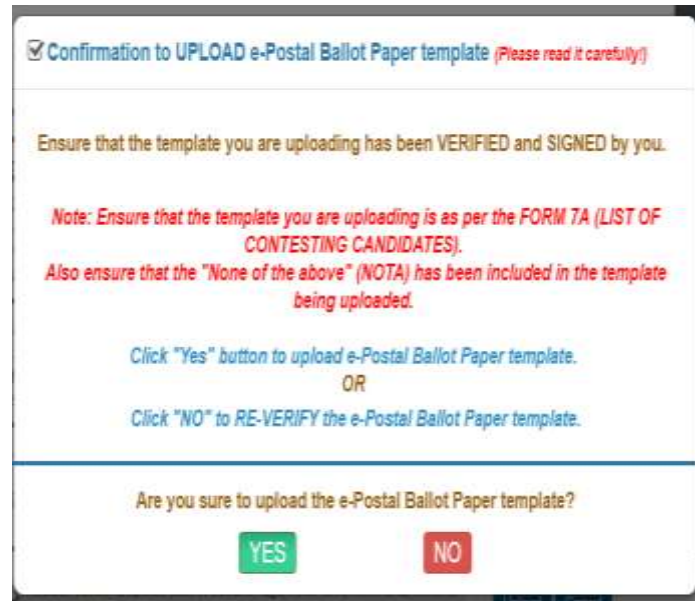 Confirmation to UPLOAD e-Postal Ballot Paper template (Please read it carefully!)
Ensure that the template you are uploading has been VERIFIED and SIGNED by you.
Note: Ensure that the template you are uploading is as per the FORM 7A (LIST OF
CONTESTING CANDIDATES).
Also ensure that the "None of the above" (NOTA) has been included in the template
being uploaded.
Click "Yes" button to upload e-Postal Ballot Paper template.
OR
Click "NO" to RE-VERIFY the e-Postal Ballot Paper template.
Are you sure to upload the e-Postal Ballot Paper template?
YES NO